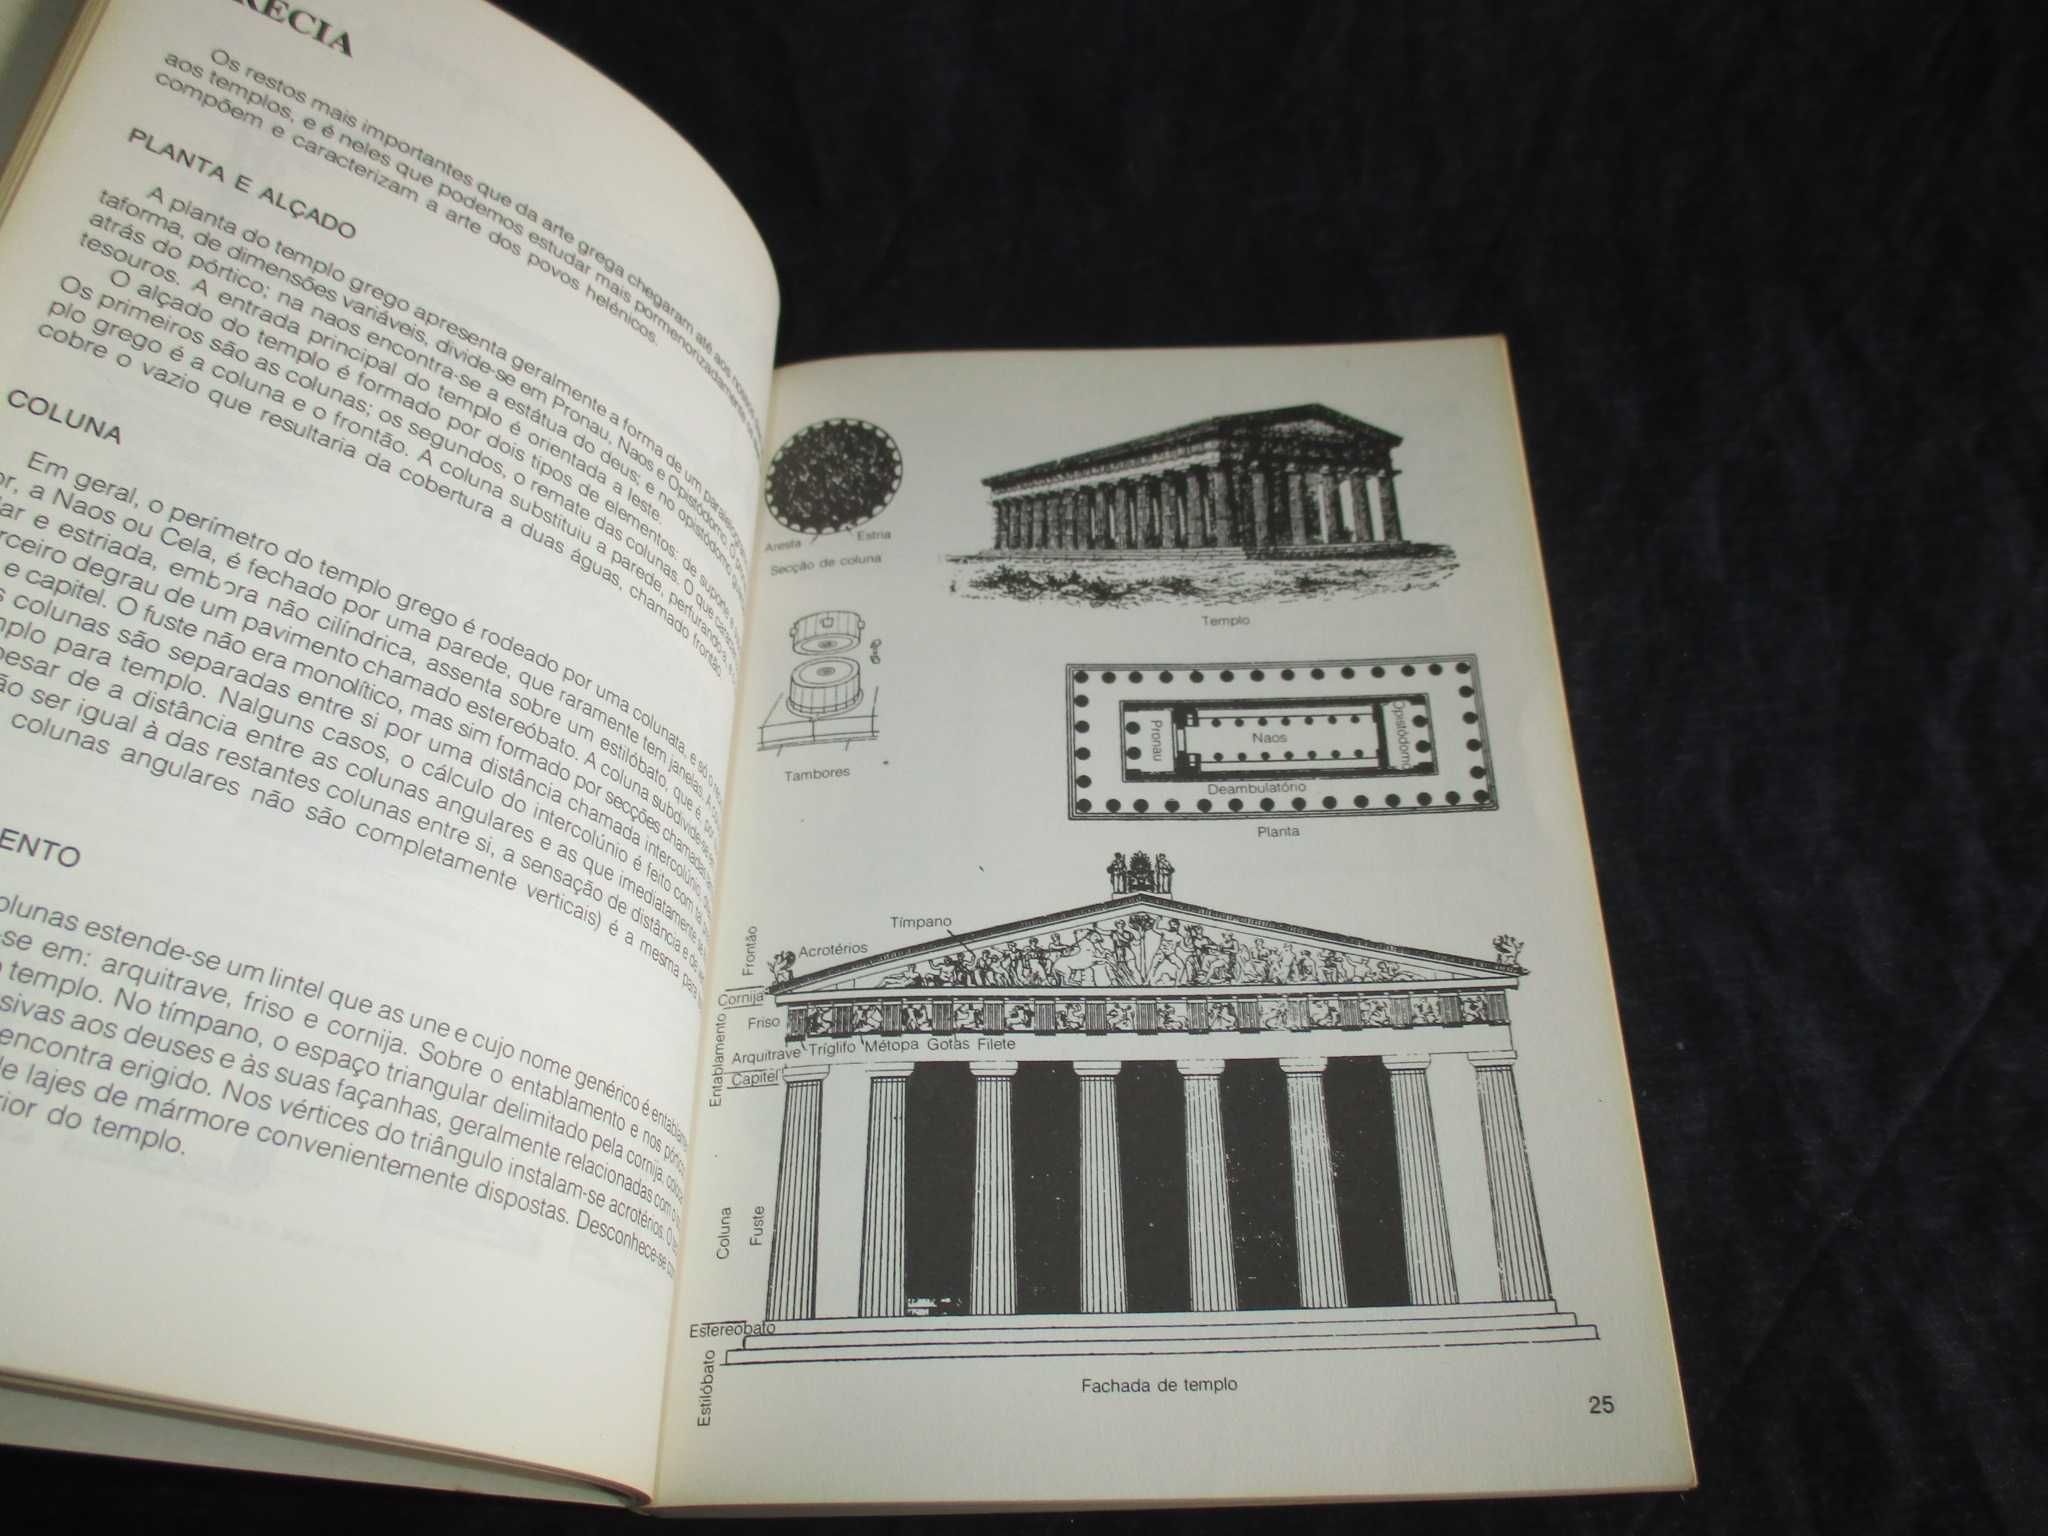 RÉCIA
Os restos mais importantes que da arte grega chegaram até aos nossos
aos templos, e é neles que podemos estudar mais pormenorizadamente os
compõem e caracterizam a arte dos povos helénicos.
PLANTA E ALÇADO
A planta do templo grego apresenta geralmente a forma de um
taforma, de dimensões variáveis, divide-se em Pronau, Naos e Opistódomo.
atrás do pórtico; na naos encontra-se a estátua do deus; e no opistódomo
tesouros. A entrada principal do templo é orientada a leste.
O alçado do templo é formado por dois tipos de elementos: de suporte e
Os primeiros são as colunas; os segundos, o remate das colunas. O que
plo grego é a coluna e o frontão. A coluna substituiu a parede, perfurando-a, e
cobre o vazio que resultaria da cobertura a duas águas, chamado frontão.
COLUNA
Em geral, o perímetro do templo grego é rodeado por uma colunata, e só o
a Naos ou Cela, é fechado por uma parede, que raramente tem janelas. A
e estriada, embora não cilíndrica, assenta sobre um estilóbato, que é, por
degrau de um pavimento chamado estereóbato. A coluna subdivide-se
e capitel. O fuste não era monolítico, mas sim formado por secções chamadas
colunas são separadas entre si por uma distância chamada intercolúnio, que
para templo. Nalguns casos, o cálculo do intercolúnio é feito com tal
de a distância entre as colunas angulares e as que imediatamente
ser igual à das restantes colunas entre si, a sensação de distância e de
colunas angulares não são completamente verticais) é a mesma para
ENTO
olunas estende-se um lintel que as une e cujo nome genérico é
-se em: arquitrave, friso e cornija. Sobre o entablamento e nos
templo. No tímpano, o espaço triangular delimitado pela cornija,
sivas aos deuses e às suas façanhas, geralmente relacionadas com o
encontra erigido. Nos vértices do triângulo instalam-se acrotérios. O
de lajes de mármore convenientemente dispostas. Desconhece-se
rior do templo.
Aresta
Estria
Secção de coluna
Templo
Tambores
Pronau
Naos
Opistódomo
Deambulatório
Planta
Tímpano
Acrotérios
Frontão
Cornija
Friso
Entablamento
Arquitrave Tríglifo Métopa Gotas Filete
Capitel
Coluna
Fuste
Estereóbato
Estilóbato
Fachada de templo
25